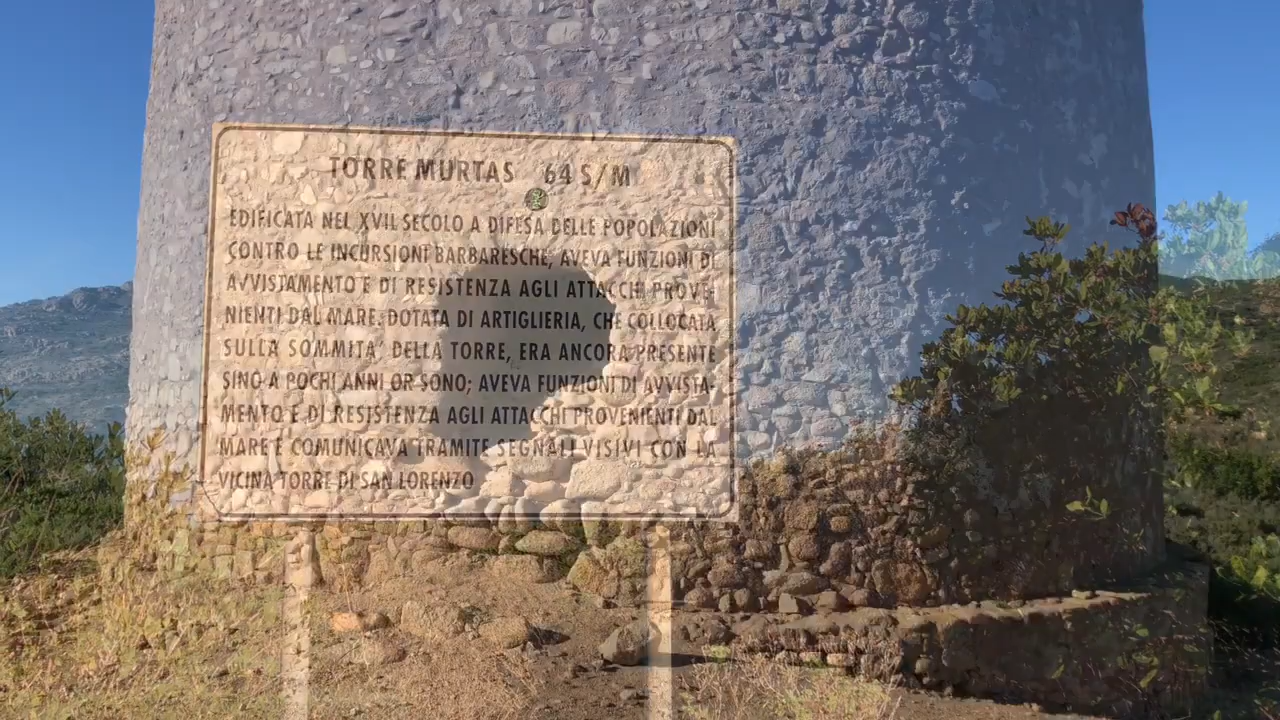 TORRE MURTAS 64 S/M
EDIFICATA NEL XVII SECOLO A DIFESA DELLE POPOLAZIONI
CONTRO LE INCURSIONI BARBARESCHE, AVEVA FUNZIONI DI
AVVISTAMENTO E DI RESISTENZA AGLI ATTACCHI PROVE-
NIENTI DAL MARE. DOTATA DI ARTIGLIERIA, CHE COLLOCATA
SULLA SOMMITA' DELLA TORRE, ERA ANCORA PRESENTE
SINO A POCHI ANNI OR SONO; AVEVA FUNZIONI DI AVVISTA-
MENTO E DI RESISTENZA AGLI ATTACCHI PROVENIENTI DAL
MARE E COMUNICAVA TRAMITE SEGNALI VISIVI CON LA
VICINA TORRE DI SAN LORENZO